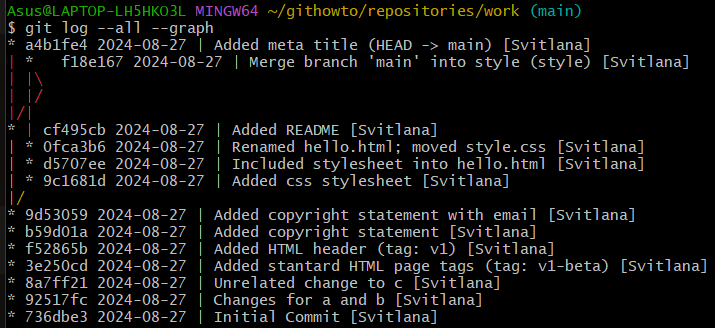 Asus@LAPTOP-LH5HKO3L MINGW64 ~/githowto/repositories/work (main)
$ git log --all --graph
* a4b1fe4 2024-08-27 | Added meta title (HEAD -> main) [Svitlana]
| *   f18e167 2024-08-27 | Merge branch 'main' into style (style) [Svitlana]
| |\
| |/
|/|
* | cf495cb 2024-08-27 | Added README [Svitlana]
| * 0fca3b6 2024-08-27 | Renamed hello.html; moved style.css [Svitlana]
| * d5707ee 2024-08-27 | Included stylesheet into hello.html [Svitlana]
| * 9c1681d 2024-08-27 | Added css stylesheet [Svitlana]
|/
* 9d53059 2024-08-27 | Added copyright statement with email [Svitlana]
* b59d01a 2024-08-27 | Added copyright statement [Svitlana]
* f52865b 2024-08-27 | Added HTML header (tag: v1) [Svitlana]
* 3e250cd 2024-08-27 | Added stantard HTML page tags (tag: v1-beta) [Svitlana]
* 8a7ff21 2024-08-27 | Unrelated change to c [Svitlana]
* 92517fc 2024-08-27 | Changes for a and b [Svitlana]
* 736dbe3 2024-08-27 | Initial Commit [Svitlana]